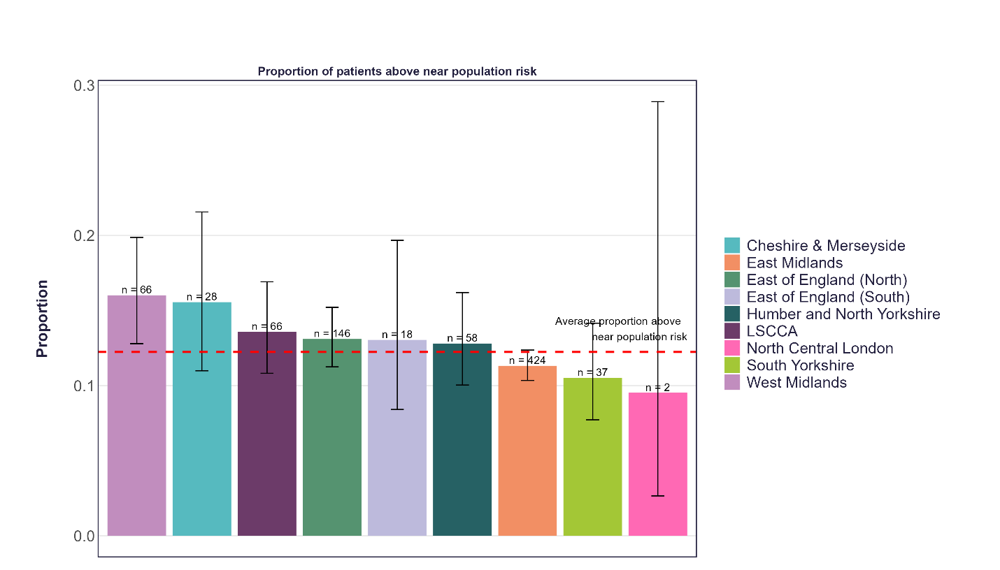 Proportion of patients above near population risk
0.3
0.2
0.1
0.0
Proportion
n = 66
n = 28
n = 66
n = 146
n = 18
n = 58
n = 424
n = 37
n = 2
Average proportion above
near population risk
Cheshire & Merseyside
East Midlands
East of England (North)
East of England (South)
Humber and North Yorkshire
LSCCA
North Central London
South Yorkshire
West Midlands